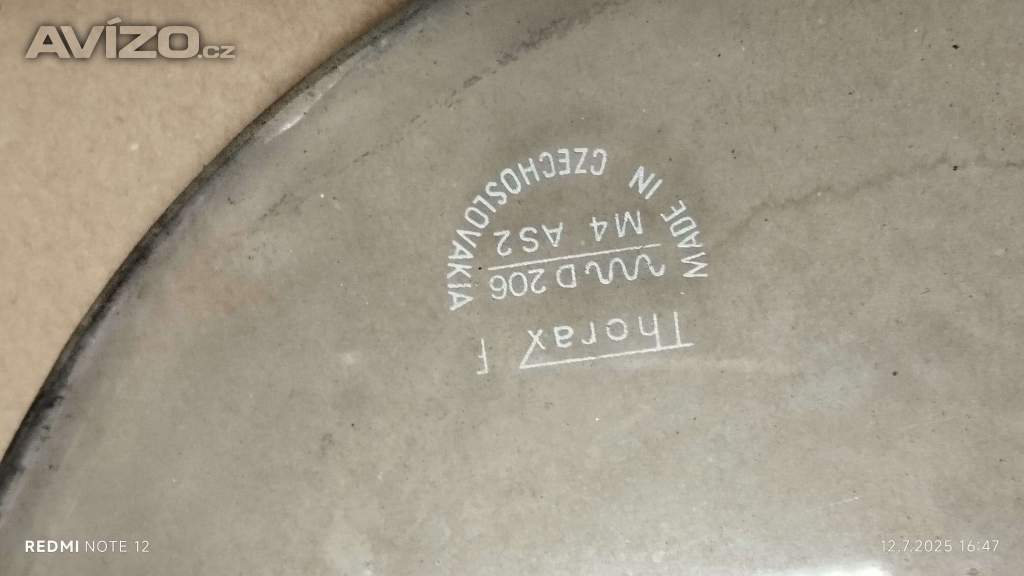 AVÍZO.cz
Thorax F
D 206
M4 AS2
MADE IN CZECHOSLOVAKIA
REDMI NOTE 12
12.7.2025 16:47